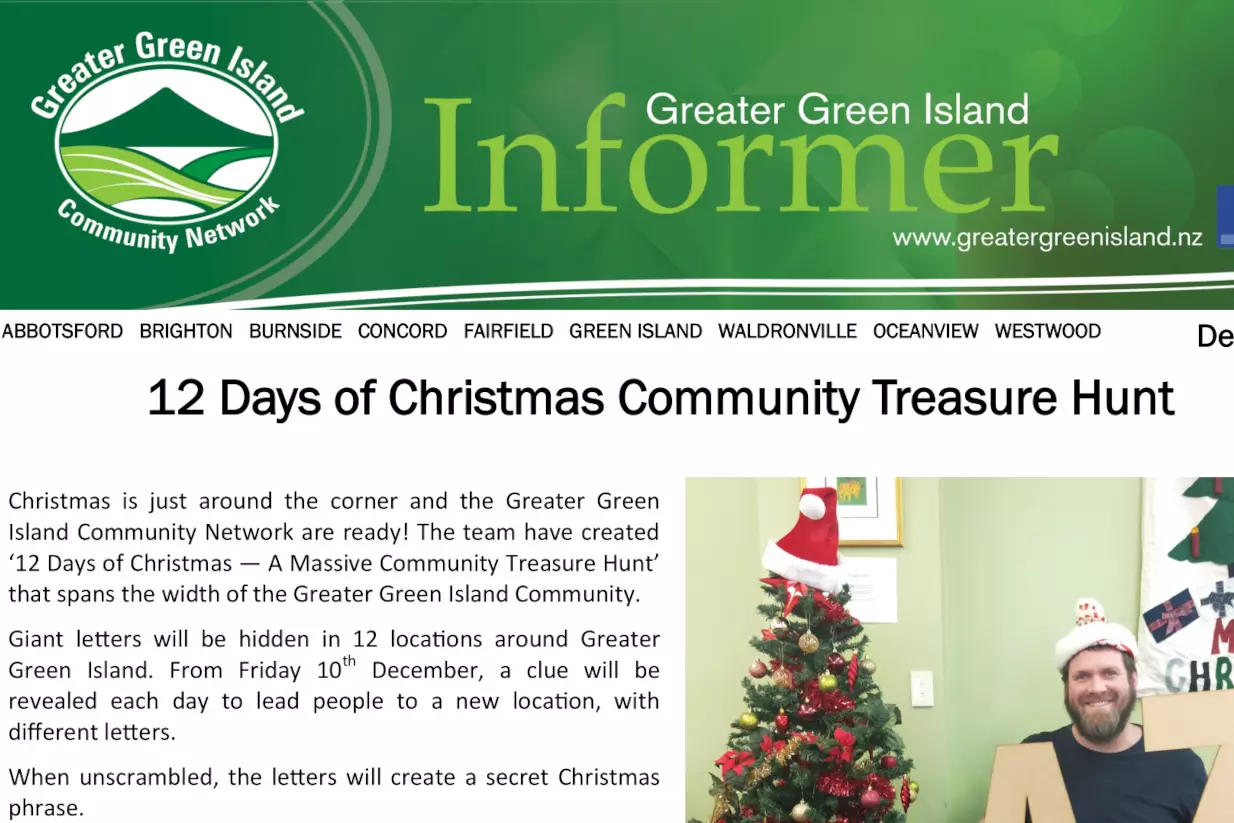 Greater Green Island
Community Network
Greater Green Island
Informer
www.greatergreenisland.nz
ABBOTSFORD BRIGHTON BURNSIDE CONCORD FAIRFIELD GREEN ISLAND WALDRONVILLE OCEANVIEW WESTWOOD
De
12 Days of Christmas Community Treasure Hunt
Christmas is just around the corner and the Greater Green
Island Community Network are ready! The team have created
‘12 Days of Christmas — A Massive Community Treasure Hunt’
that spans the width of the Greater Green Island Community.
Giant letters will be hidden in 12 locations around Greater
Green Island. From Friday 10th December, a clue will be
revealed each day to lead people to a new location, with
different letters.
When unscrambled, the letters will create a secret Christmas
phrase.
M
CHR